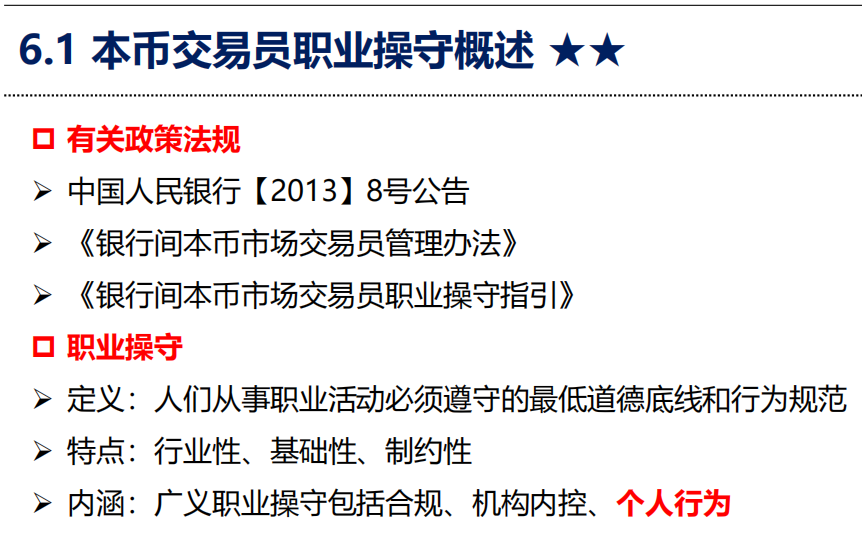 6.1 本币交易员职业操守概述 ★★
有关政策法规
中国人民银行【2013】8号公告
《银行间本币市场交易员管理办法》
《银行间本币市场交易员职业操守指引》
职业操守
定义：人们从事职业活动必须遵守的最低道德底线和行为规范
特点：行业性、基础性、制约性
内涵：广义职业操守包括合规、机构内控、个人行为